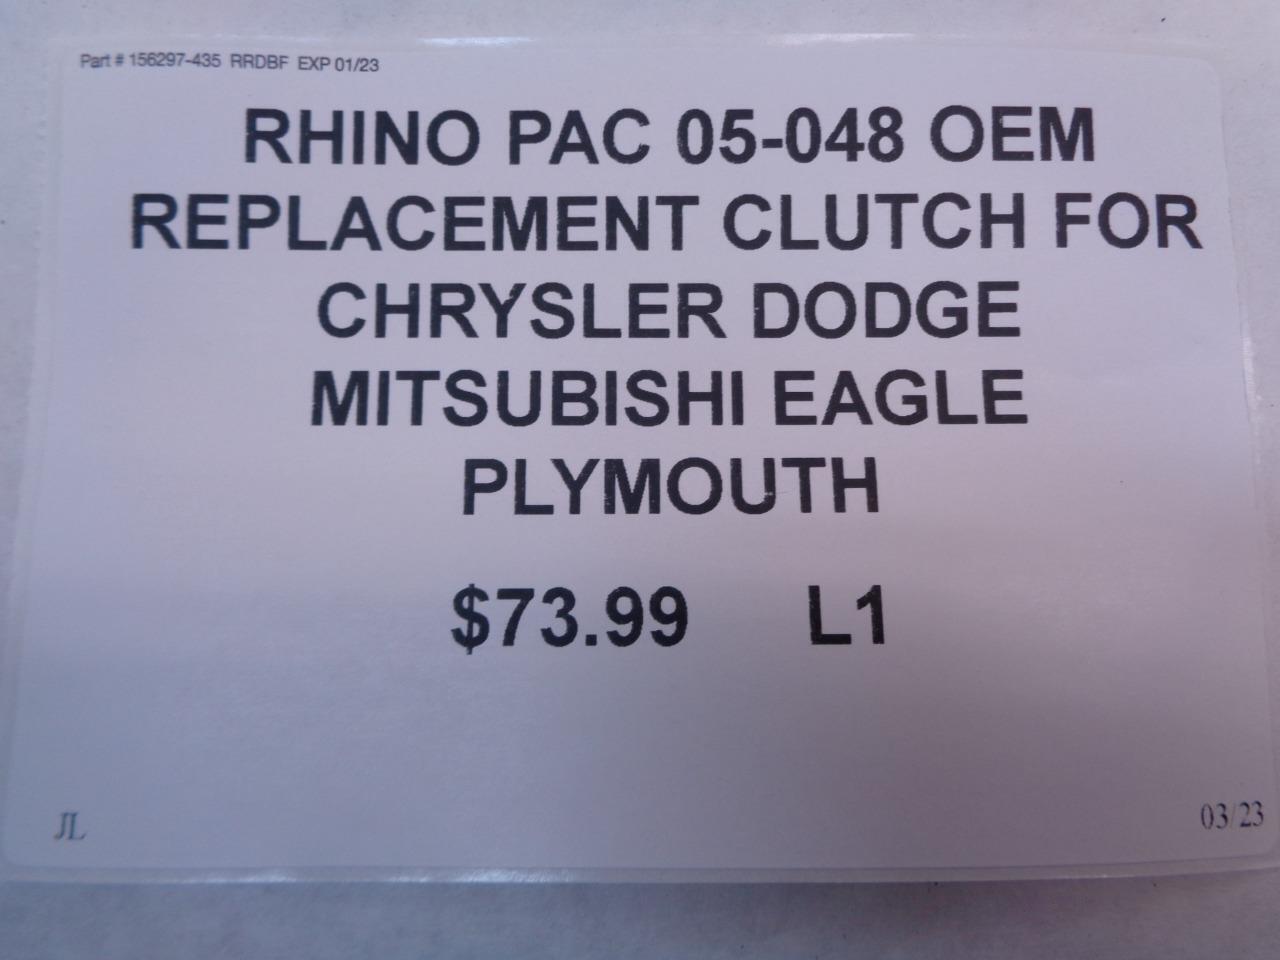 Part # 156297-435 RRDBF EXP 01/23
RHINO PAC 05-048 OEM
REPLACEMENT CLUTCH FOR
CHRYSLER DODGE
MITSUBISHI EAGLE
PLYMOUTH
$73.99 L1
JL 03/23